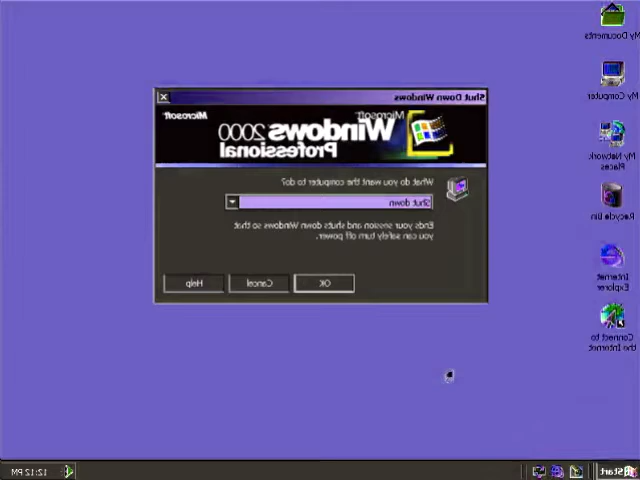 My Documents
My Computer
My Network
Places
Recycle Bin
Internet
Explorer
Connect to
the Internet
Shut Down Windows
Microsoft
Microsoft
Windows 2000
Professional
What do you want the computer to do?
Shut down
Ends your session and shuts down Windows so that
you can safely turn off power.
OK
Cancel
Help
Start
12:12 PM